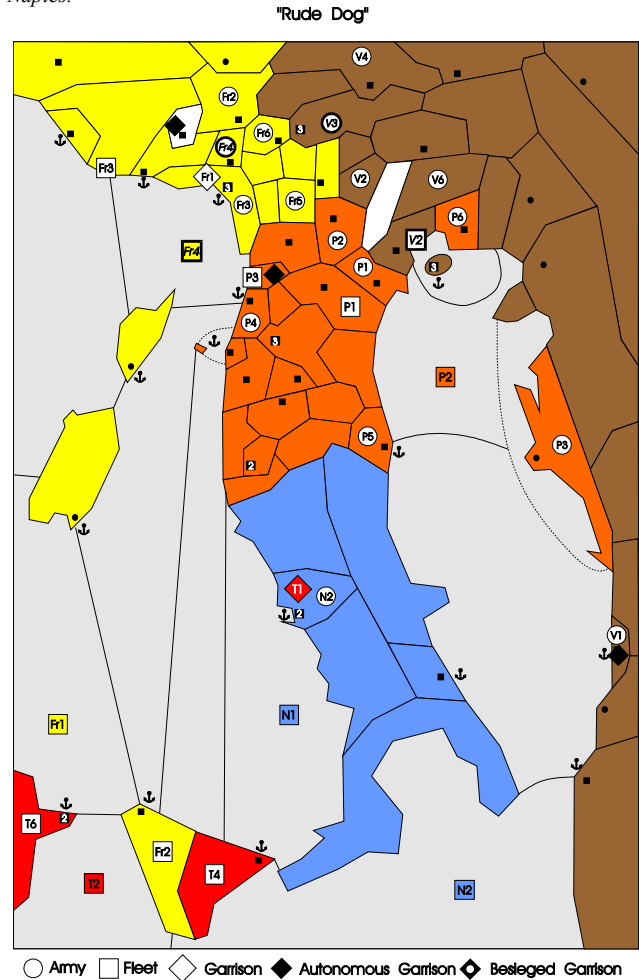 Naples.
"Rude Dog"
V4
Fr2
3
V3
Fr6
Fr4
Fr3
Fr1
3
V2
V6
Fr5
Fr3
P6
P2
V2
Fr4
P1
3
P3
P1
P4
3
P2
P5
P3
2
T1
N2
2
V1
N1
Fr1
T6
2
Fr2
T4
T2
N2
Army Fleet Garrison Autonomous Garrison Besieged Garrison